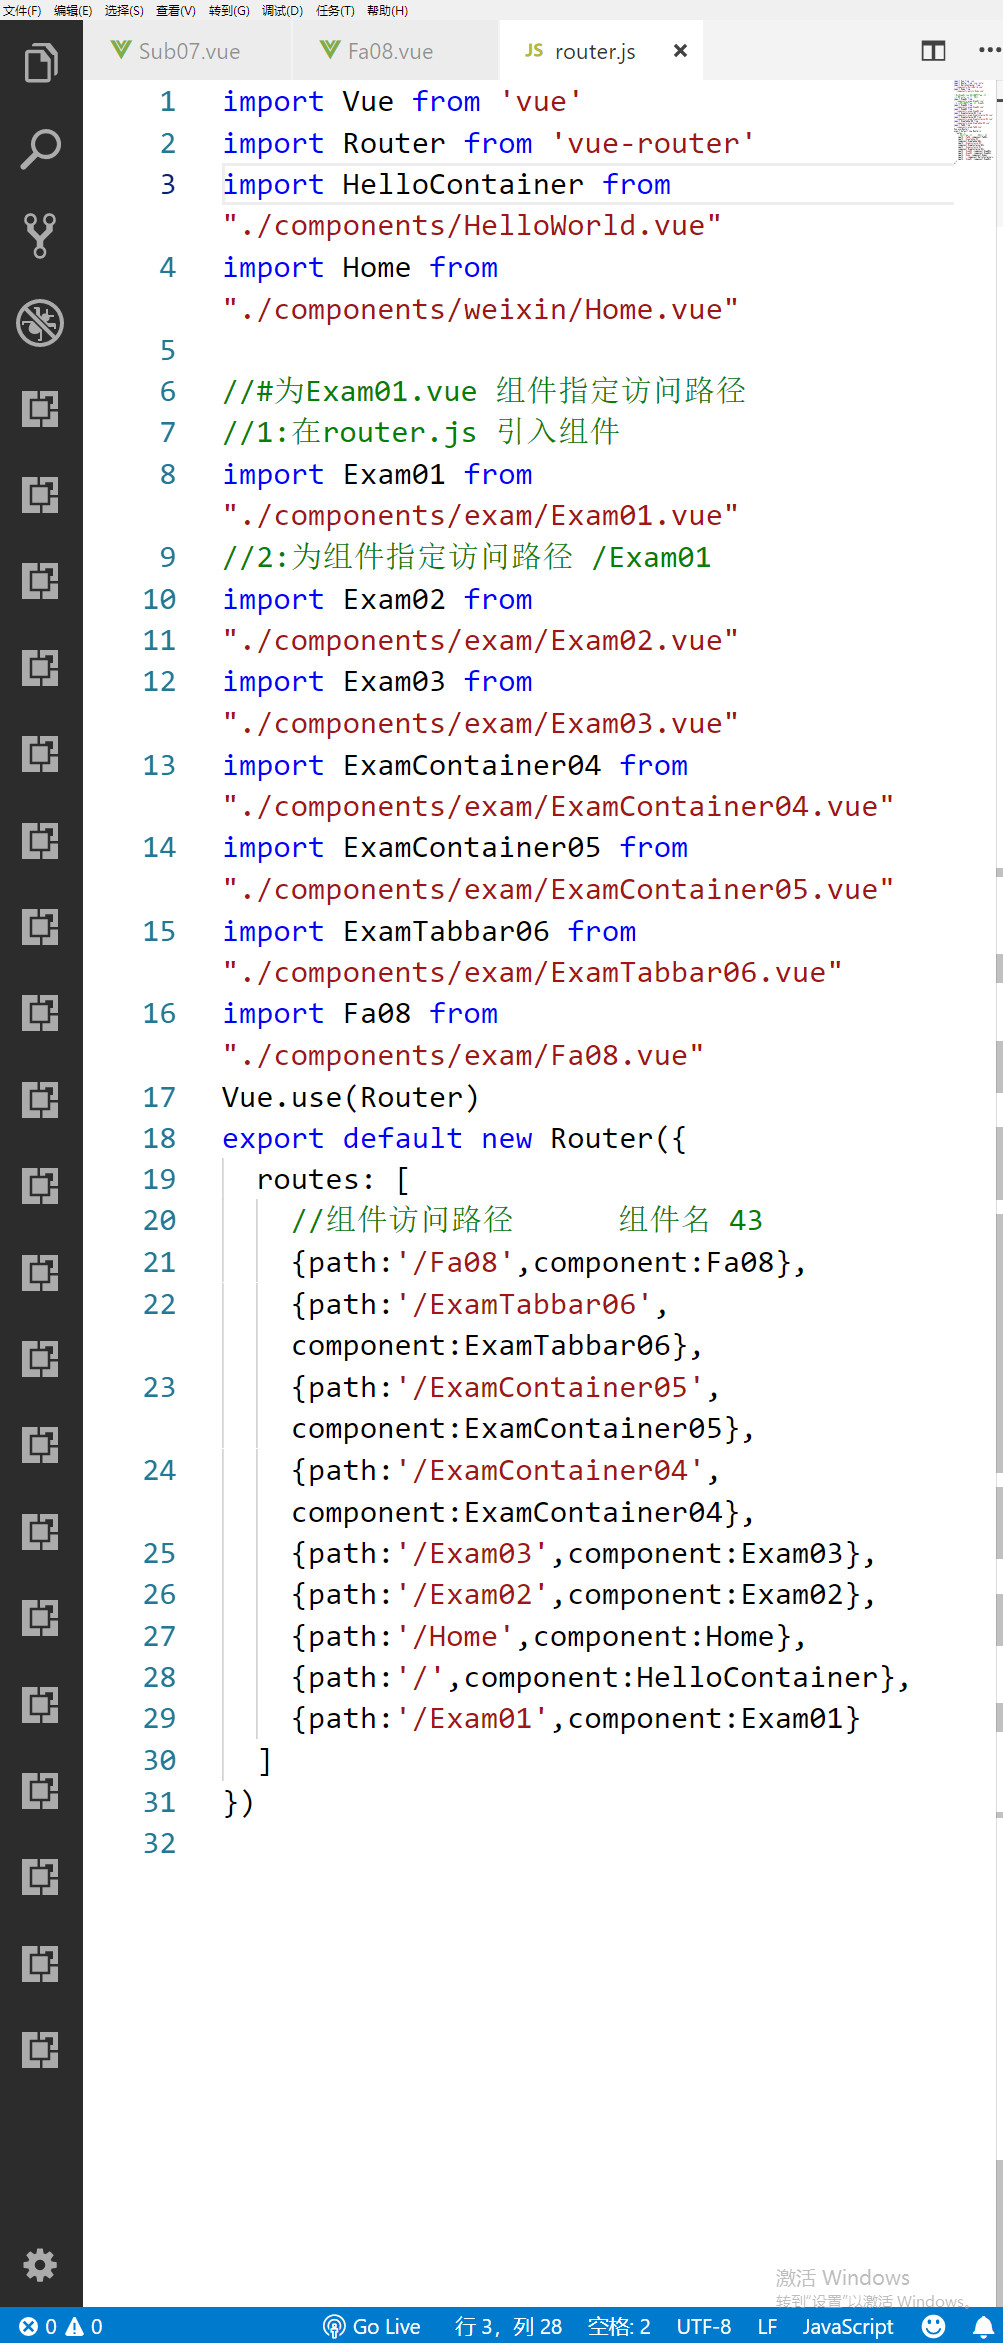 文件(F) 编辑(E) 选择(S) 查看(V) 转到(G) 调试(D) 任务(T) 帮助(H)
Sub07.vue Fa08.vue JS router.js
1 import Vue from 'vue'
2 import Router from 'vue-router'
3 import HelloContainer from
"./components/HelloWorld.vue"
4 import Home from
"./components/weixin/Home.vue"
5
6 //#为Exam01.vue 组件指定访问路径
7 //1:在router.js 引入组件
8 import Exam01 from
"./components/exam/Exam01.vue"
9 //2:为组件指定访问路径 /Exam01
10 import Exam02 from
11 "./components/exam/Exam02.vue"
12 import Exam03 from
"./components/exam/Exam03.vue"
13 import ExamContainer04 from
"./components/exam/ExamContainer04.vue"
14 import ExamContainer05 from
"./components/exam/ExamContainer05.vue"
15 import ExamTabbar06 from
"./components/exam/ExamTabbar06.vue"
16 import Fa08 from
"./components/exam/Fa08.vue"
17 Vue.use(Router)
18 export default new Router({
19 routes: [
20 //组件访问路径 组件名 43
21 {path:'/Fa08',component:Fa08},
22 {path:'/ExamTabbar06',
component:ExamTabbar06},
23 {path:'/ExamContainer05',
component:ExamContainer05},
24 {path:'/ExamContainer04',
component:ExamContainer04},
25 {path:'/Exam03',component:Exam03},
26 {path:'/Exam02',component:Exam02},
27 {path:'/Home',component:Home},
28 {path:'/',component:HelloContainer},
29 {path:'/Exam01',component:Exam01}
30 ]
31 })
32
激活 Windows
转到"设置"以激活 Windows。
0 0 Go Live 行 3，列 28 空格: 2 UTF-8 LF JavaScript